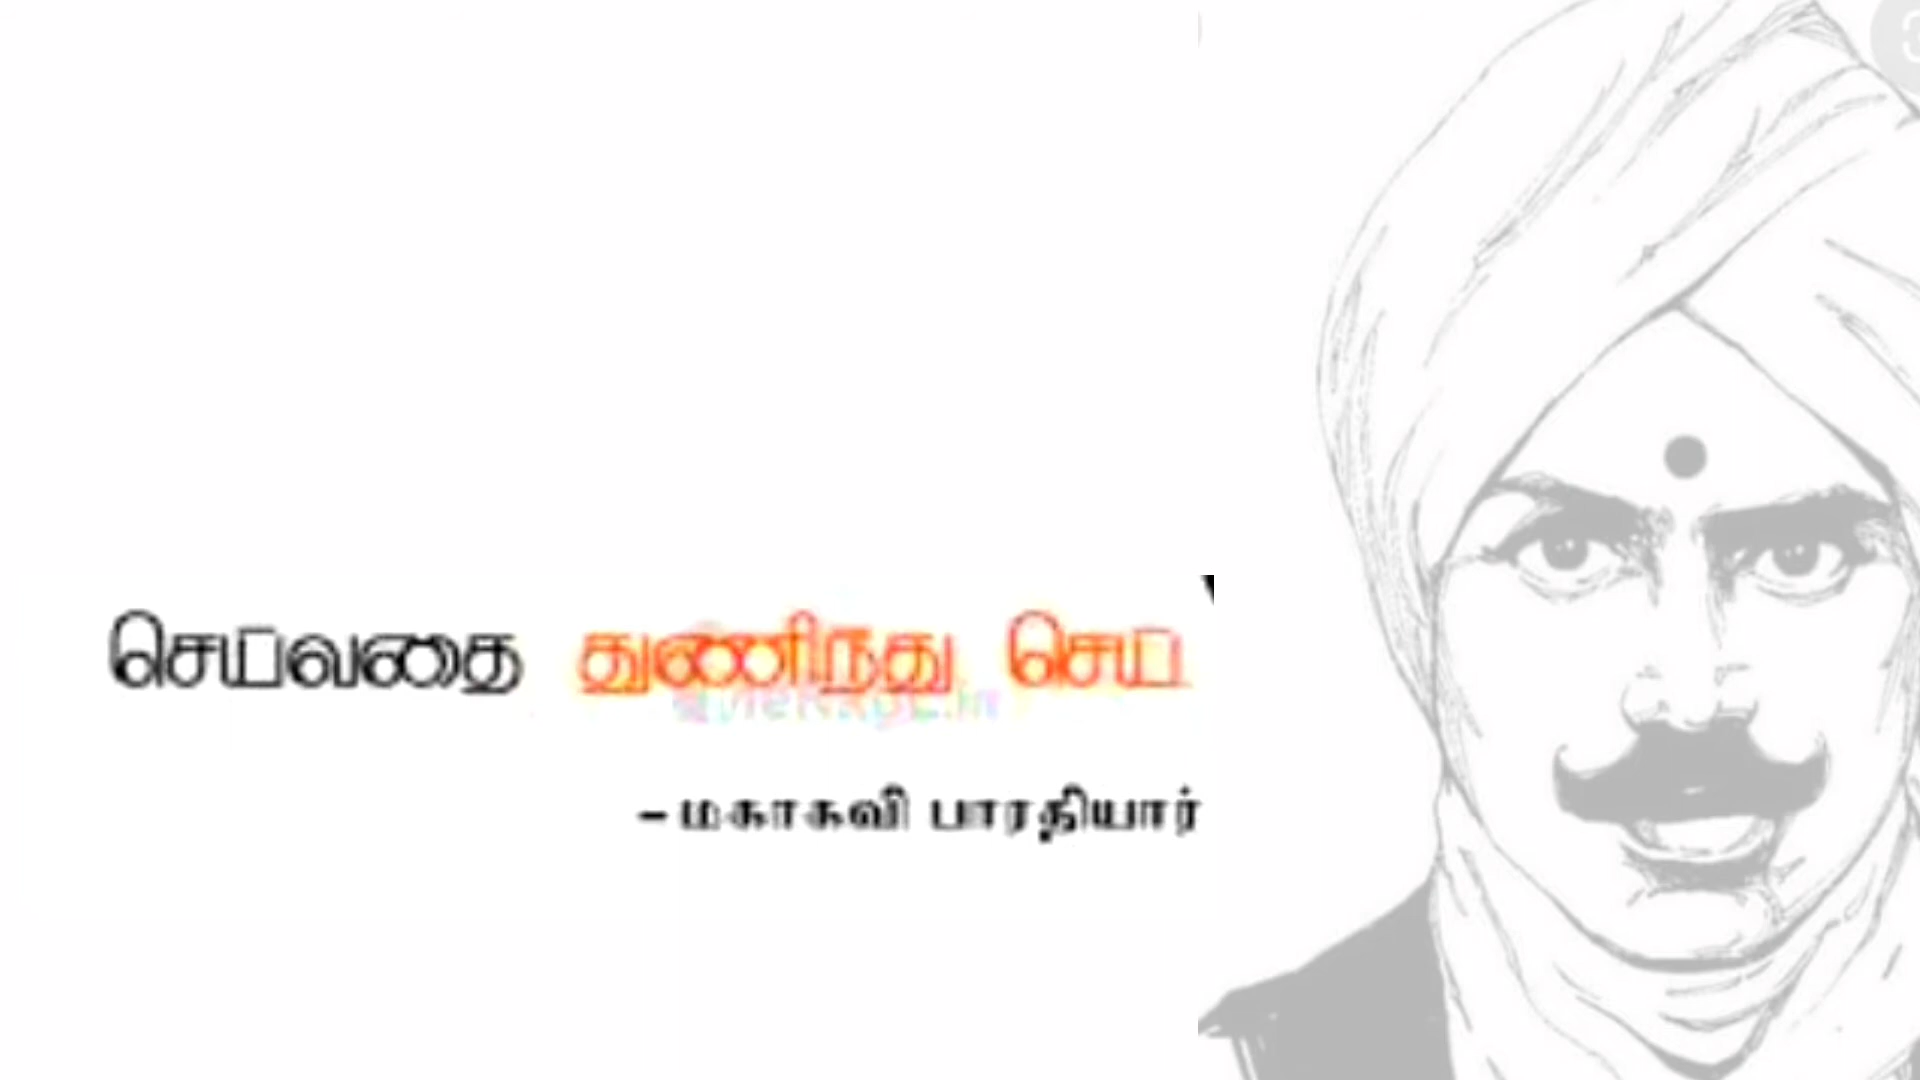 செய்வதை துணிந்து செய்
– மகாகவி பாரதியார்